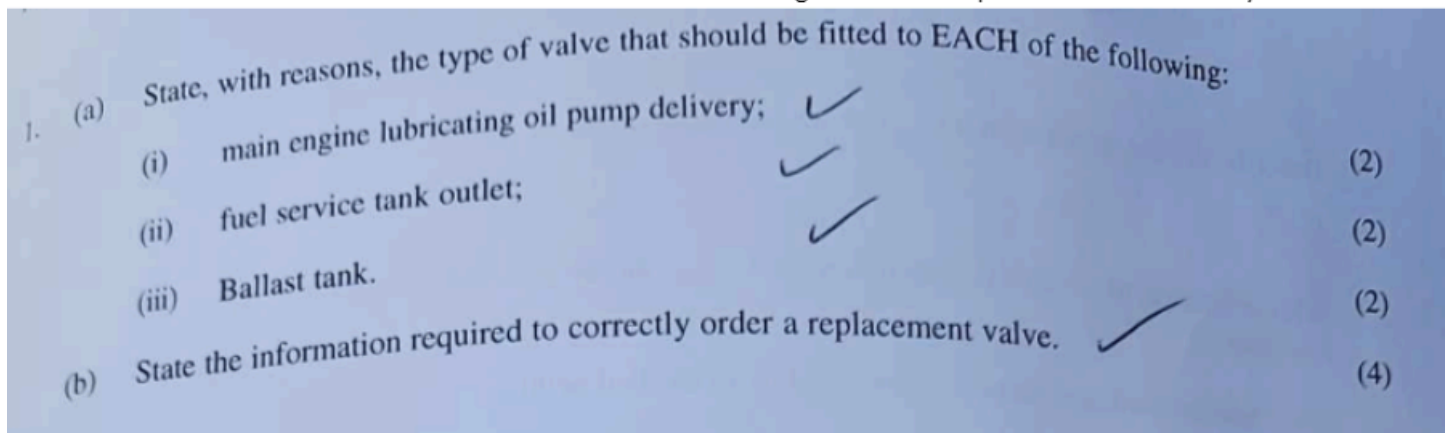 1. (a) State, with reasons, the type of valve that should be fitted to EACH of the following:
(i) main engine lubricating oil pump delivery;
(2)
(ii) fuel service tank outlet;
(2)
(iii) Ballast tank.
(2)
(b) State the information required to correctly order a replacement valve.
(4)